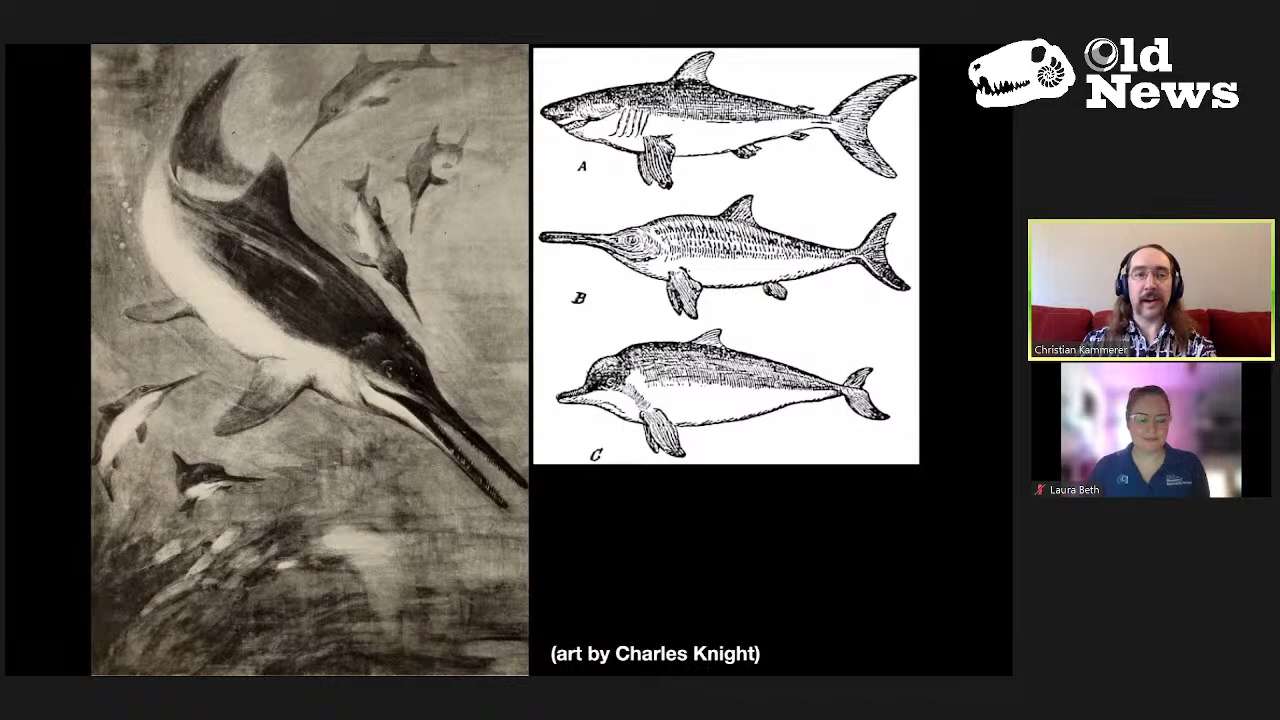 Old
News
A
B
C
(art by Charles Knight)
Christian Kammerer
Laura Beth